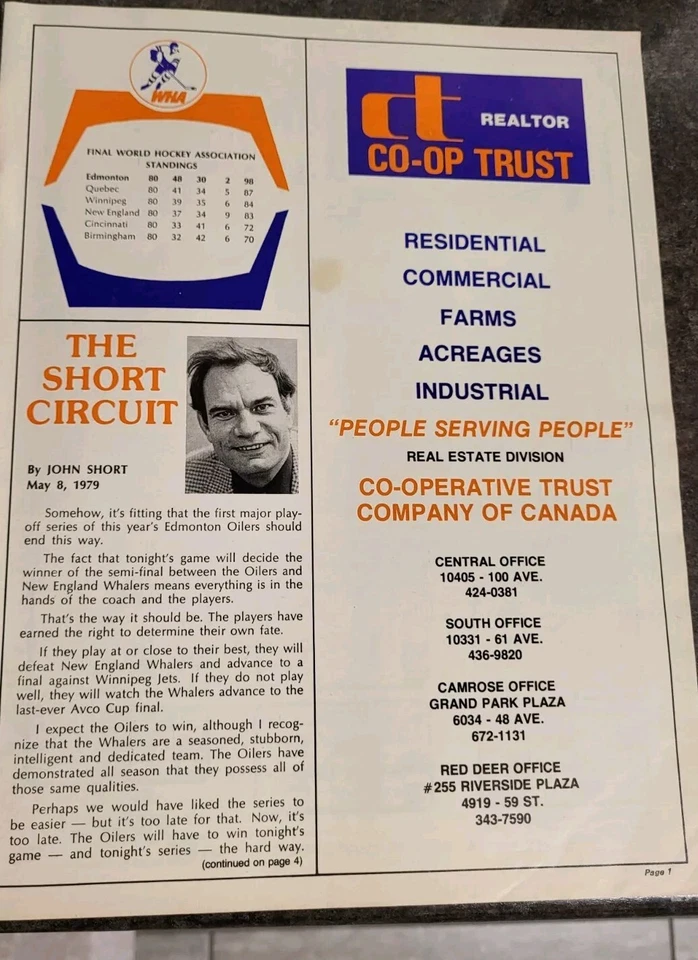 WHA
FINAL WORLD HOCKEY ASSOCIATION
STANDINGS
Edmonton 80 48 30 2 98
Quebec 80 41 34 5 87
Winnipeg 80 39 35 6 84
New England 80 37 34 9 83
Cincinnati 80 33 41 6 72
Birmingham 80 32 42 6 70
THE
SHORT
CIRCUIT
By JOHN SHORT
May 8, 1979
Somehow, it's fitting that the first major play-
off series of this year's Edmonton Oilers should
end this way.
The fact that tonight's game will decide the
winner of the semi-final between the Oilers and
New England Whalers means everything is in the
hands of the coach and the players.
That's the way it should be. The players have
earned the right to determine their own fate.
If they play at or close to their best, they will
defeat New England Whalers and advance to a
final against Winnipeg Jets. If they do not play
well, they will watch the Whalers advance to the
last-ever Avco Cup final.
I expect the Oilers to win, although I recog-
nize that the Whalers are a seasoned, stubborn,
intelligent and dedicated team. The Oilers have
demonstrated all season that they possess all of
those same qualities.
Perhaps we would have liked the series to
be easier — but it's too late for that. Now, it's
too late. The Oilers will have to win tonight's
game — and tonight's series — the hard way.
(continued on page 4)
ct REALTOR
CO-OP TRUST
RESIDENTIAL
COMMERCIAL
FARMS
ACREAGES
INDUSTRIAL
"PEOPLE SERVING PEOPLE"
REAL ESTATE DIVISION
CO-OPERATIVE TRUST
COMPANY OF CANADA
CENTRAL OFFICE
10405 - 100 AVE.
424-0381
SOUTH OFFICE
10331 - 61 AVE.
436-9820
CAMROSE OFFICE
GRAND PARK PLAZA
6034 - 48 AVE.
672-1131
RED DEER OFFICE
#255 RIVERSIDE PLAZA
4919 - 59 ST.
343-7590
Page 1